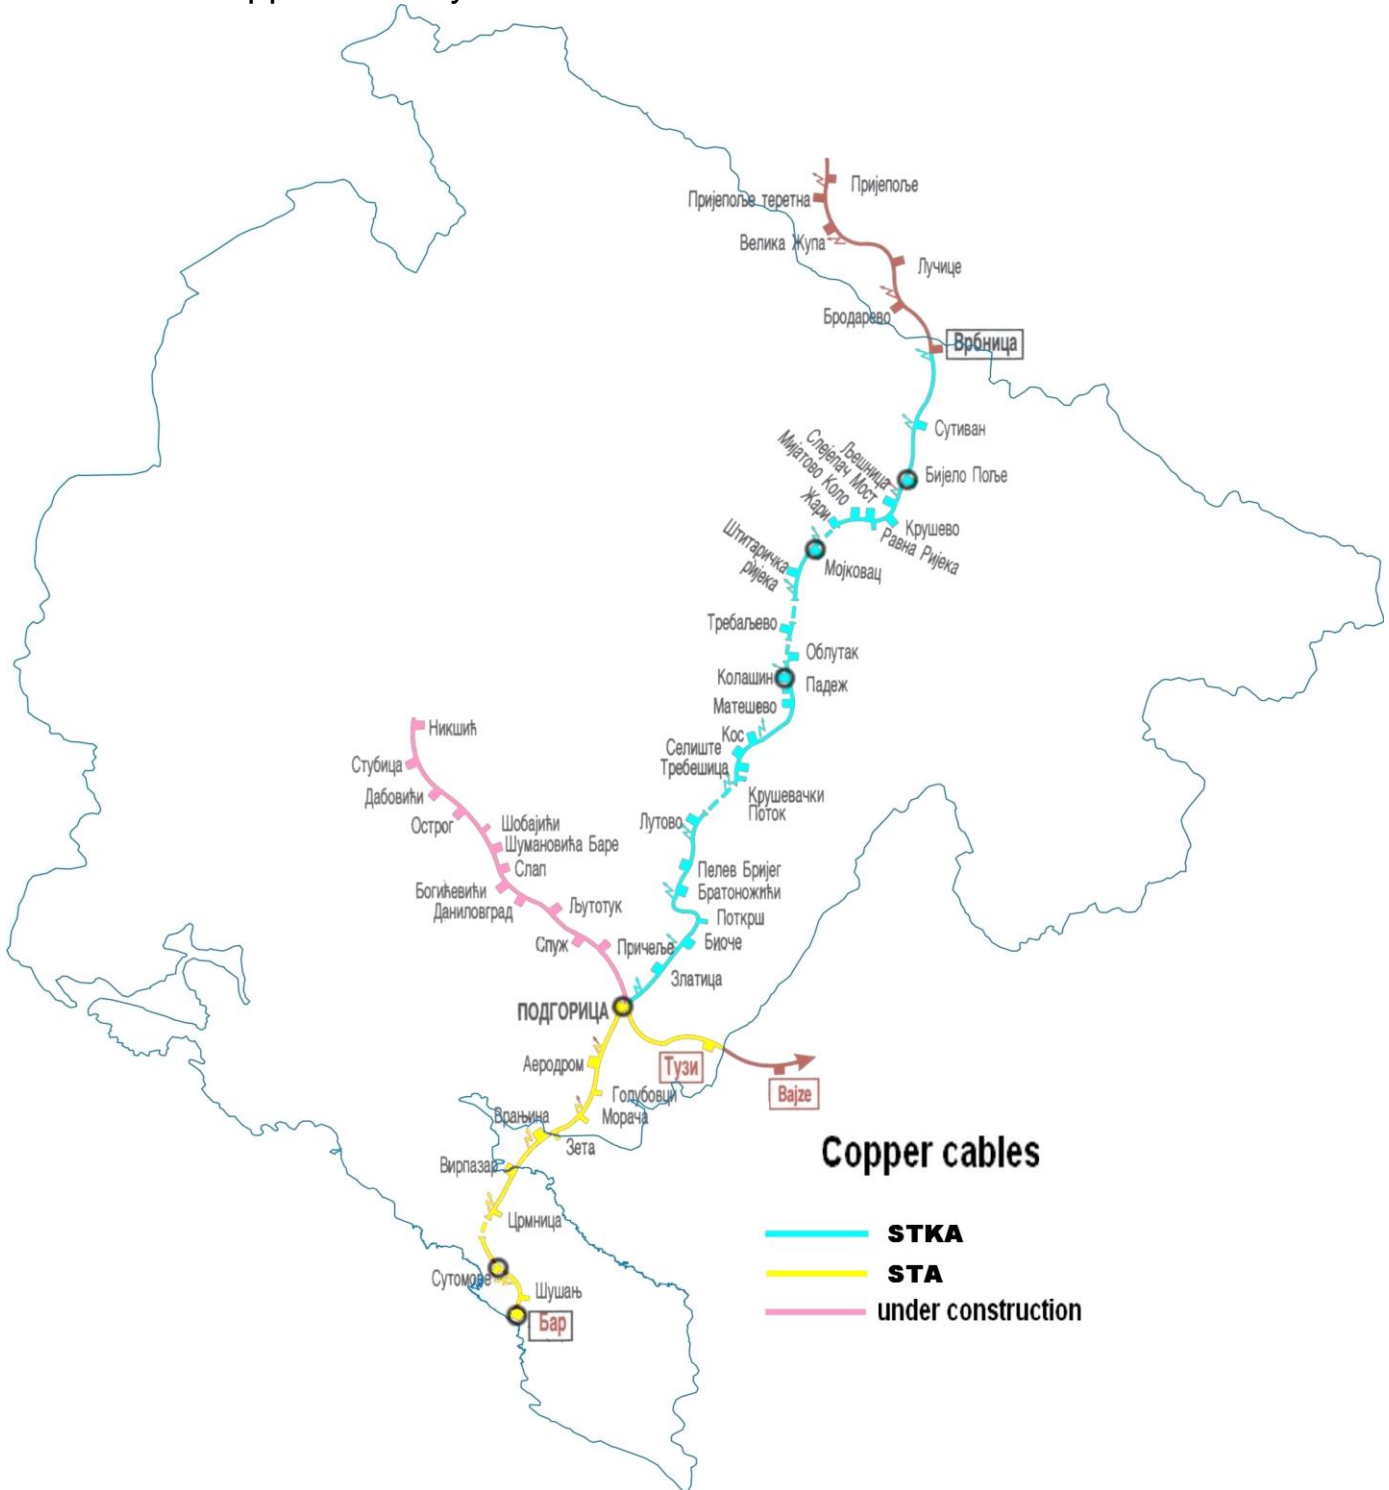 Пријепоље
Пријепоље теретна
Велика Жупа
Лучице
Бродарево
Врбница
Сутиван
Бијело Поље
Љешница
Слејепач Мост
Мијатово Коло
Жари
Крушево
Равна Ријека
Мојковац
Штитаричка
ријека
Требаљево
Облутак
Колашин
Падеж
Матешево
Кос
Селиште
Требешица
Крушевачки
Поток
Лутово
Пелев Бријег
Братоножићи
Поткрш
Биоче
Златица
Никшић
Стубица
Дабовићи
Острог
Шобајићи
Шумановића Баре
Слап
Богићевићи
Даниловград
Љутотук
Спуж
Причеље
ПОДГОРИЦА
Аеродром
Тузи
Bajze
Голубовци
Врањина
Морача
Зета
Вирпазар
Црмница
Сутоморе
Шушањ
Бар
Copper cables
STKA
STA
under construction